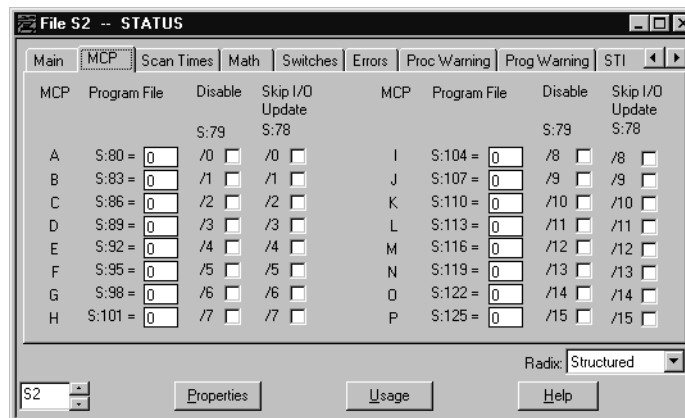 File S2 -- STATUS
Main MCP Scan Times Math Switches Errors Proc Warning Prog Warning STI
MCP Program File Disable Skip I/O Update MCP Program File Disable Skip I/O Update
S:79 S:78 S:79 S:78
A S:80 = 0 /0 /0 I S:104 = 0 /8 /8
B S:83 = 0 /1 /1 J S:107 = 0 /9 /9
C S:86 = 0 /2 /2 K S:110 = 0 /10 /10
D S:89 = 0 /3 /3 L S:113 = 0 /11 /11
E S:92 = 0 /4 /4 M S:116 = 0 /12 /12
F S:95 = 0 /5 /5 N S:119 = 0 /13 /13
G S:98 = 0 /6 /6 O S:122 = 0 /14 /14
H S:101 = 0 /7 /7 P S:125 = 0 /15 /15
Radix: Structured
S2 Properties Usage Help